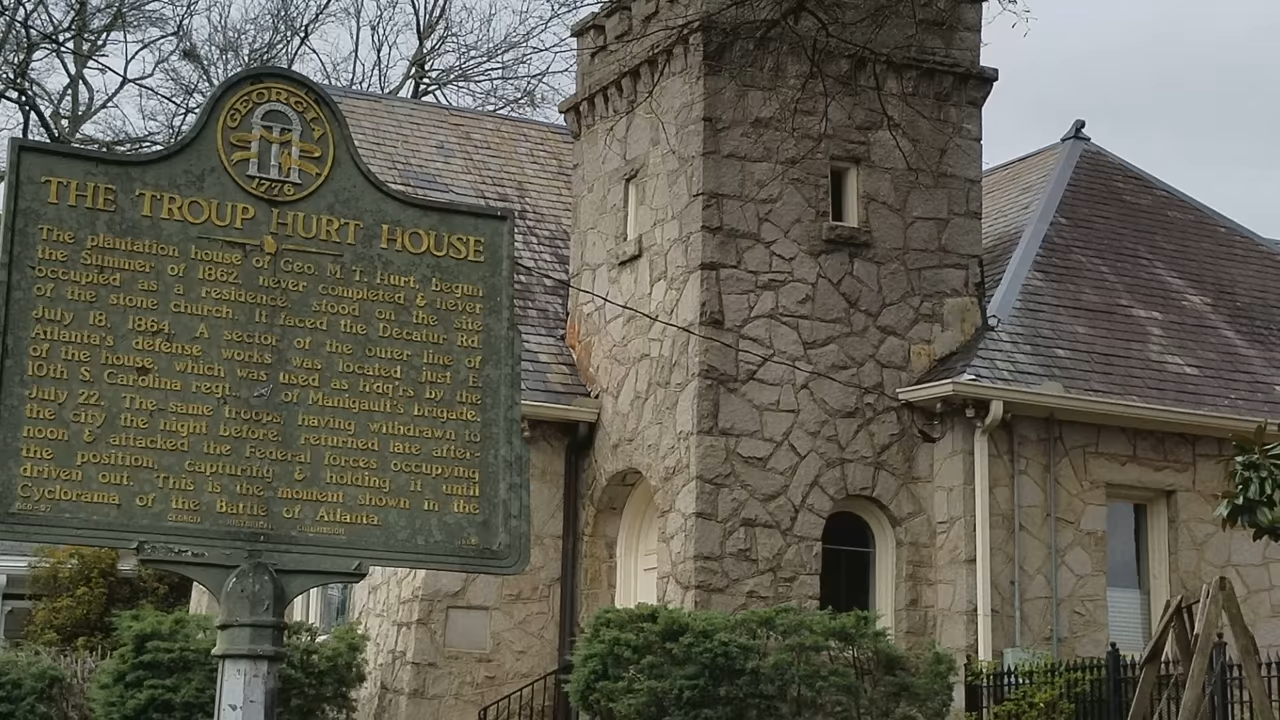 GEORGIA
1776
THE TROUP HURT HOUSE
The plantation house of Geo. M. T. Hurt, begun
the Summer of 1862, never completed & never
occupied as a residence, stood on the site
of the stone church. It faced the Decatur Rd.
July 18, 1864. A sector of the outer line of
Atlanta's defense works was located just E.
of the house, which was used as h'dq'rs by the
10th S. Carolina regt., of Manigault's brigade.
July 22. The same troops, having withdrawn to
the city the night before, returned late after-
noon & attacked the Federal forces occupying
the position, capturing & holding it until
driven out. This is the moment shown in the
Cyclorama of the Battle of Atlanta.
060-97 GEORGIA HISTORICAL COMMISSION